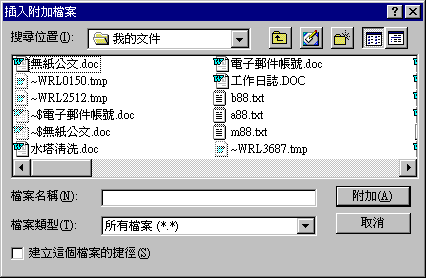 插入附加檔案
搜尋位置(I):
我的文件
無紙公文.doc
~WRL0150.tmp
~WRL2512.tmp
~$電子郵件帳號.doc
~$無紙公文.doc
水塔清洗.doc
電子郵件帳號.doc
工作日誌.DOC
b88.txt
a88.txt
m88.txt
~WRL3687.tmp
檔案名稱(N):
附加(A)
檔案類型(T):
所有檔案 (*.*)
取消
建立這個檔案的捷徑(S)